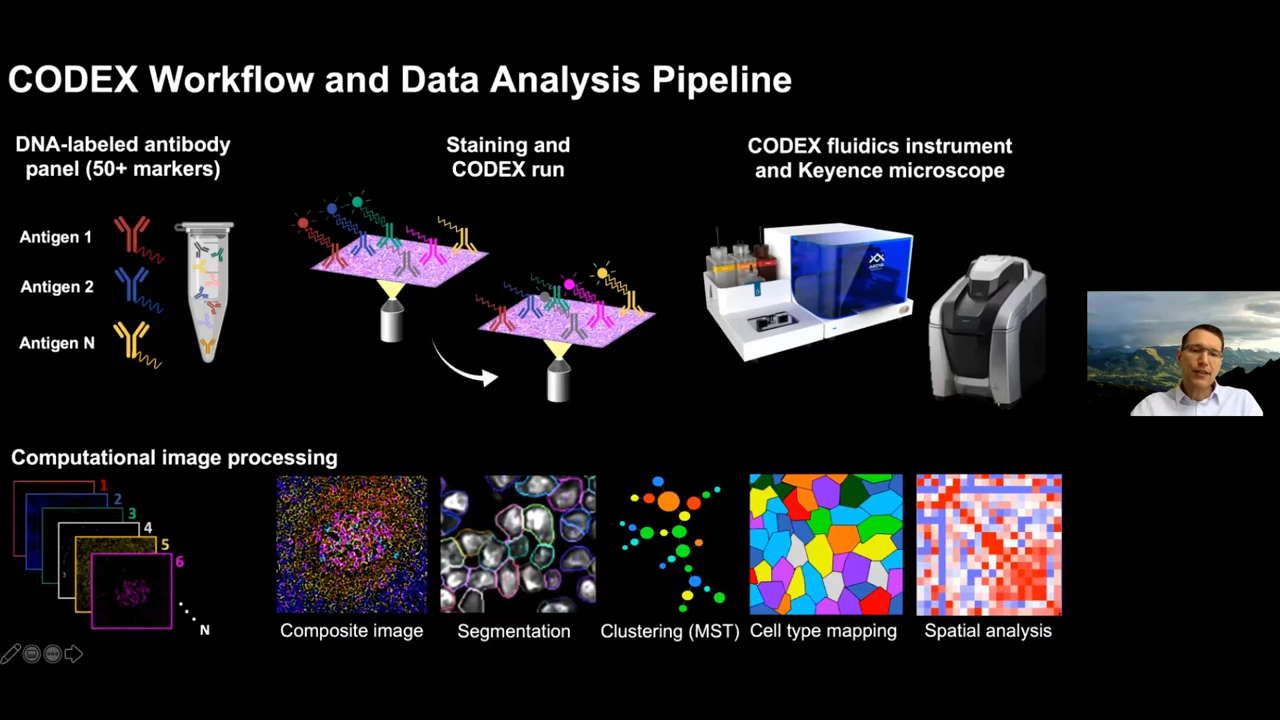 CODEX Workflow and Data Analysis Pipeline
DNA-labeled antibody
panel (50+ markers)
Staining and
CODEX run
CODEX fluidics instrument
and Keyence microscope
Antigen 1
Antigen 2
Antigen N
Computational image processing
1
2
3
4
5
6
N
Composite image
Segmentation
Clustering (MST)
Cell type mapping
Spatial analysis